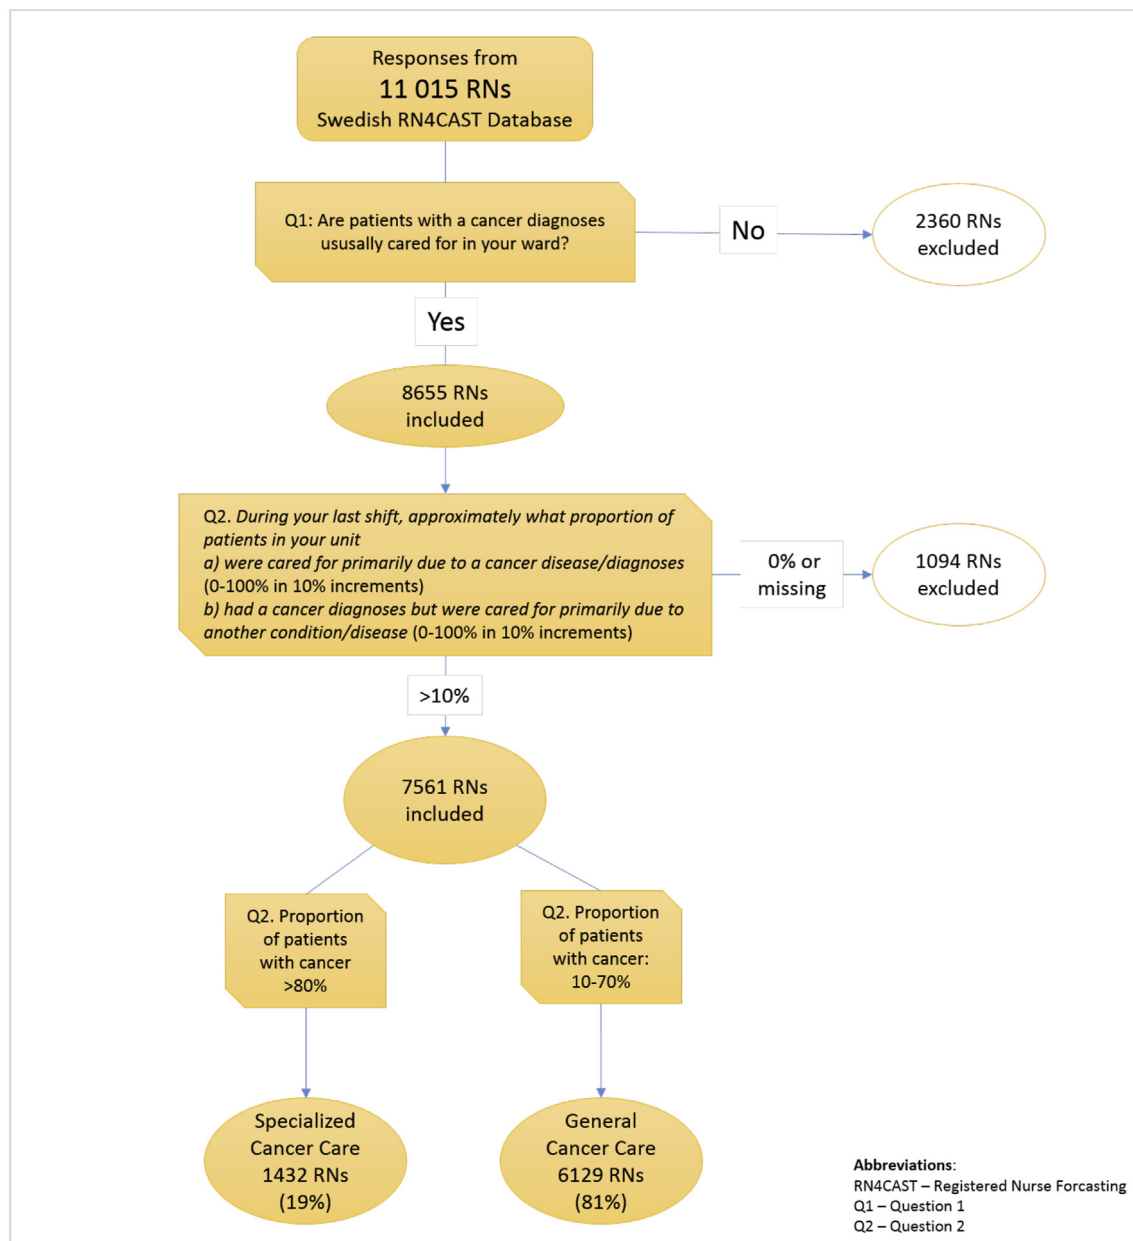 Responses from
11 015 RNs
Swedish RN4CAST Database
Q1: Are patients with a cancer diagnoses
ususally cared for in your ward?
No
2360 RNs
excluded
Yes
8655 RNs
included
Q2. During your last shift, approximately what proportion of
patients in your unit
a) were cared for primarily due to a cancer disease/diagnoses
(0-100% in 10% increments)
b) had a cancer diagnoses but were cared for primarily due to
another condition/disease (0-100% in 10% increments)
0% or
missing
1094 RNs
excluded
>10%
7561 RNs
included
Q2. Proportion
of patients
with cancer
>80%
Q2. Proportion
of patients
with cancer:
10-70%
Specialized
Cancer Care
1432 RNs
(19%)
General
Cancer Care
6129 RNs
(81%)
Abbreviations:
RN4CAST – Registered Nurse Forcasting
Q1 – Question 1
Q2 – Question 2